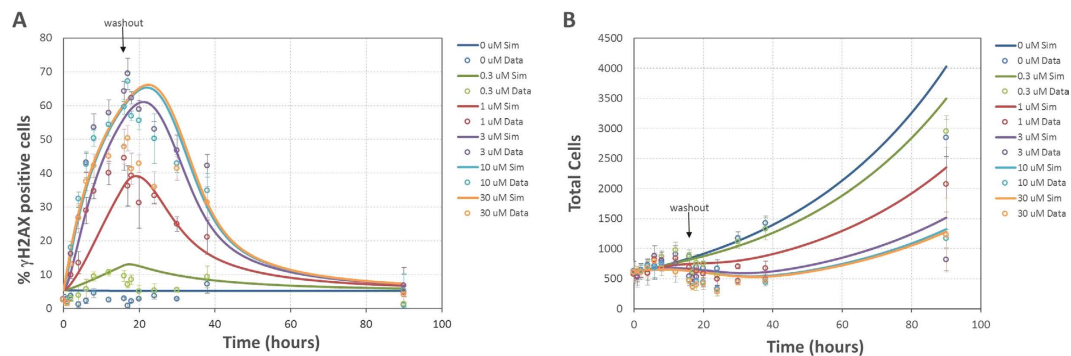 A
washout
% γH2AX positive cells
80
70
60
50
40
30
20
10
0
0 20 40 60 80 100
Time (hours)
0 uM Sim
0 uM Data
0.3 uM Sim
0.3 uM Data
1 uM Sim
1 uM Data
3 uM Sim
3 uM Data
10 uM Sim
10 uM Data
30 uM Sim
30 uM Data
B
washout
Total Cells
4500
4000
3500
3000
2500
2000
1500
1000
500
0
0 20 40 60 80 100
Time (hours)
0 uM Sim
0 uM Data
0.3 uM Sim
0.3 uM Data
1 uM Sim
1 uM Data
3 uM Sim
3 uM Data
10 uM Sim
10 uM Data
30 uM Sim
30 uM Data